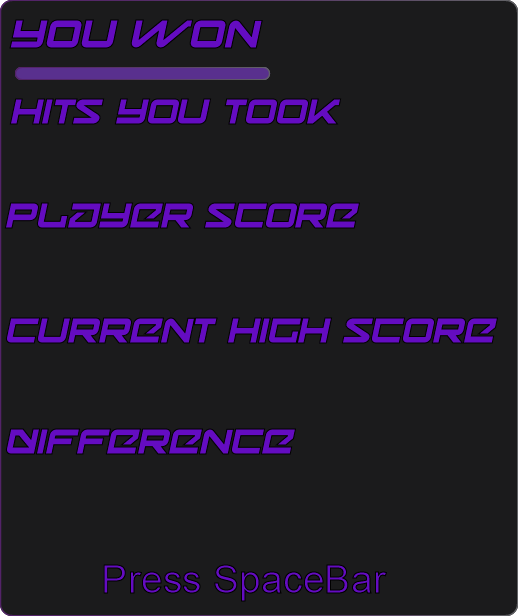 YOU WON
HITS YOU TOOK
PLAYER SCORE
CURRENT HIGH SCORE
DIFFERENCE
Press SpaceBar